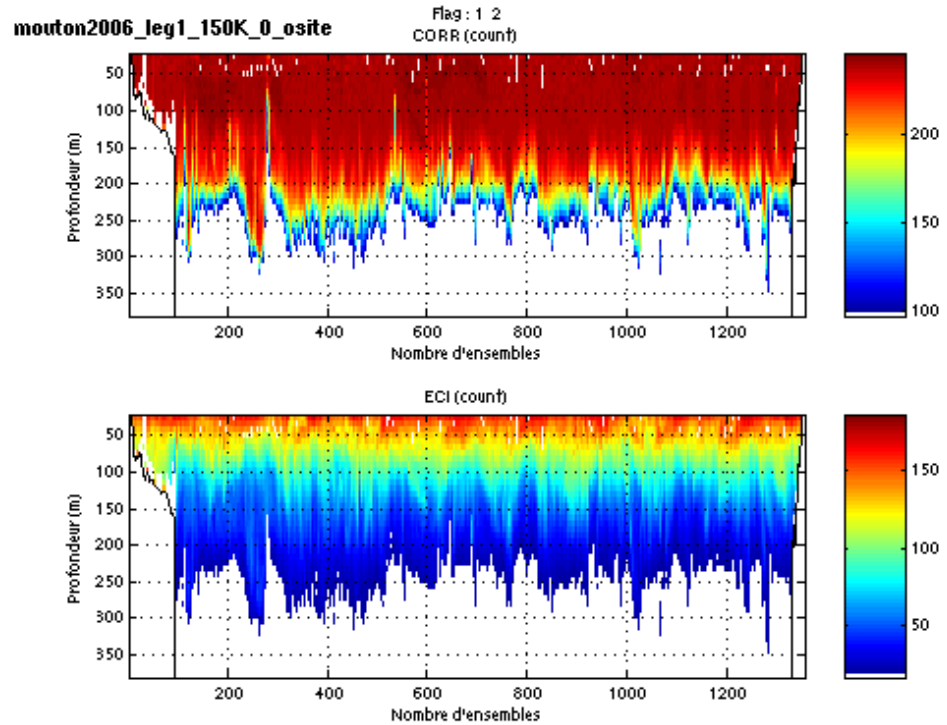 mouton2006_leg1_150K_0_osite
Flag : 1 2
CORR (count)
50
100
150
200
250
300
350
Profondeur (m)
200 400 600 800 1000 1200
Nombre d'ensembles
200
100
ECI (count)
50
100
150
200
250
300
350
Profondeur (m)
200 400 600 800 1000 1200
Nombre d'ensembles
150
100
50